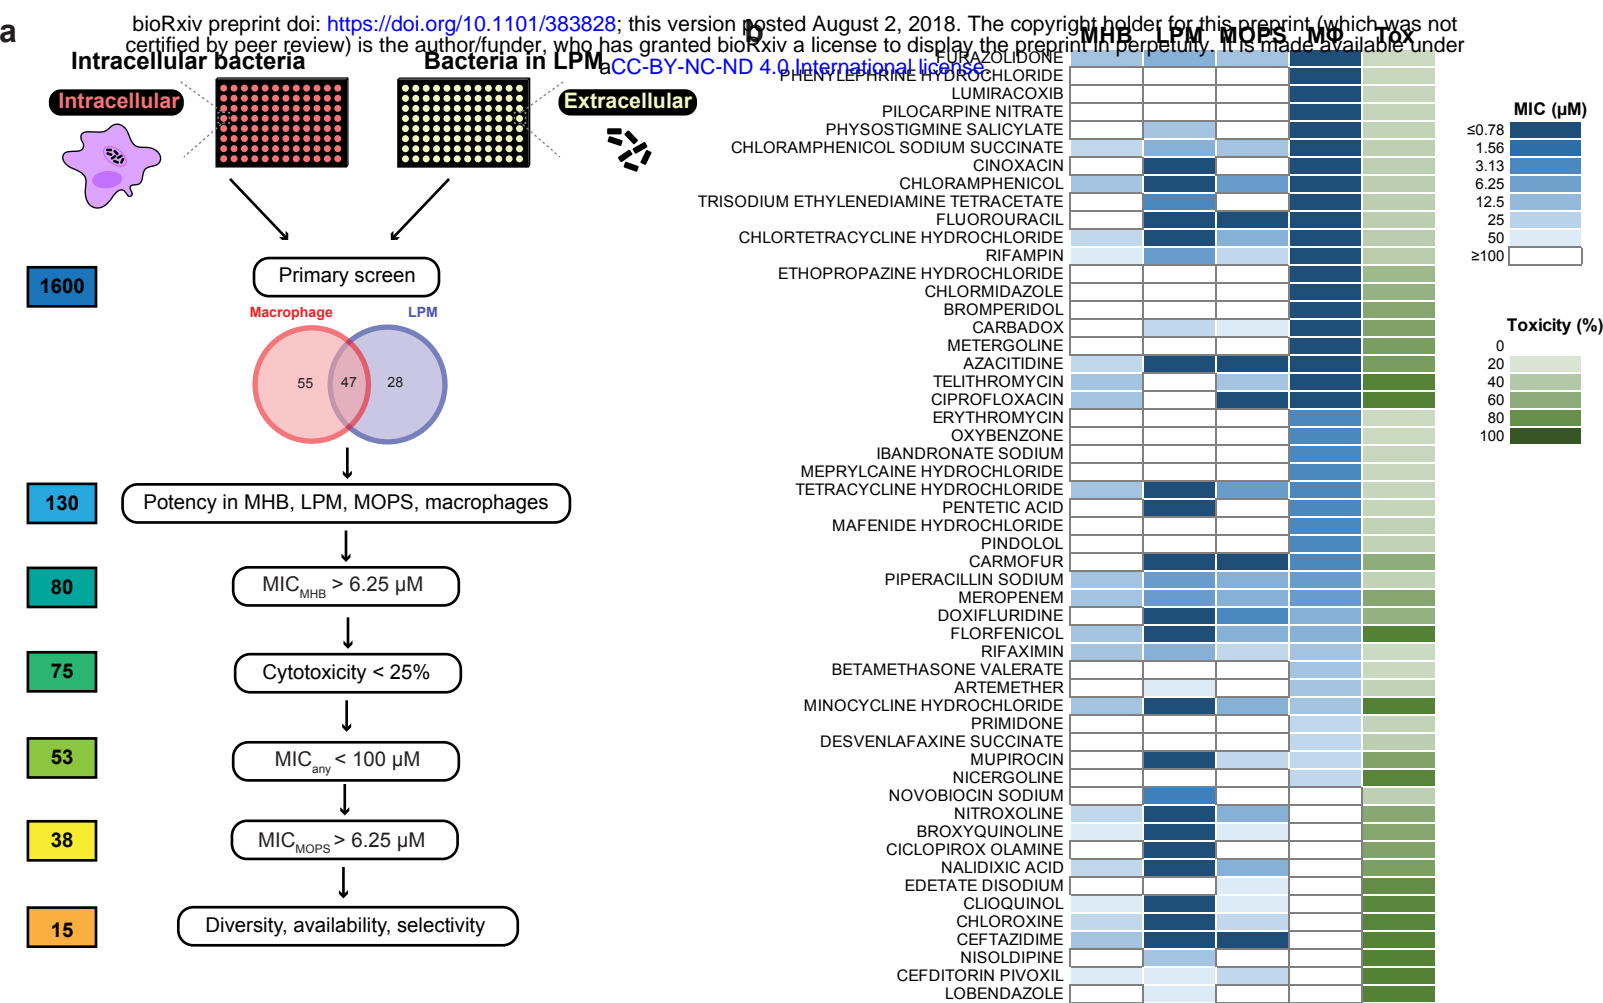 bioRxiv preprint doi: https://doi.org/10.1101/383828; this version posted August 2, 2018. The copyright holder for this preprint (which was not
certified by peer review) is the author/funder, who has granted bioRxiv a license to display the preprint in perpetuity. It is made available under
aCC-BY-NC-ND 4.0 International license.
a
Intracellular bacteria
Bacteria in LPM
Intracellular
Extracellular
Primary screen
1600
Macrophage
LPM
55
47
28
130
Potency in MHB, LPM, MOPS, macrophages
80
MICMHB > 6.25 µM
75
Cytotoxicity < 25%
53
MICany < 100 µM
38
MICMOPS > 6.25 µM
15
Diversity, availability, selectivity
b
MHB LPM MOPS MΦ Tox
FURAZOLIDONE
PHENYLEPHRINE HYDROCHLORIDE
LUMIRACOXIB
PILOCARPINE NITRATE
PHYSOSTIGMINE SALICYLATE
CHLORAMPHENICOL SODIUM SUCCINATE
CINOXACIN
CHLORAMPHENICOL
TRISODIUM ETHYLENEDIAMINE TETRACETATE
FLUOROURACIL
CHLORTETRACYCLINE HYDROCHLORIDE
RIFAMPIN
ETHOPROPAZINE HYDROCHLORIDE
CHLORMIDAZOLE
BROMPERIDOL
CARBADOX
METERGOLINE
AZACITIDINE
TELITHROMYCIN
CIPROFLOXACIN
ERYTHROMYCIN
OXYBENZONE
IBANDRONATE SODIUM
MEPRYLCAINE HYDROCHLORIDE
TETRACYCLINE HYDROCHLORIDE
PENTETIC ACID
MAFENIDE HYDROCHLORIDE
PINDOLOL
CARMOFUR
PIPERACILLIN SODIUM
MEROPENEM
DOXIFLURIDINE
FLORFENICOL
RIFAXIMIN
BETAMETHASONE VALERATE
ARTEMETHER
MINOCYCLINE HYDROCHLORIDE
PRIMIDONE
DESVENLAFAXINE SUCCINATE
MUPIROCIN
NICERGOLINE
NOVOBIOCIN SODIUM
NITROXOLINE
BROXYQUINOLINE
CICLOPIROX OLAMINE
NALIDIXIC ACID
EDETATE DISODIUM
CLIOQUINOL
CHLOROXINE
CEFTAZIDIME
NISOLDIPINE
CEFDITORIN PIVOXIL
LOBENDAZOLE
MIC (µM)
≤0.78
1.56
3.13
6.25
12.5
25
50
≥100
Toxicity (%)
0
20
40
60
80
100